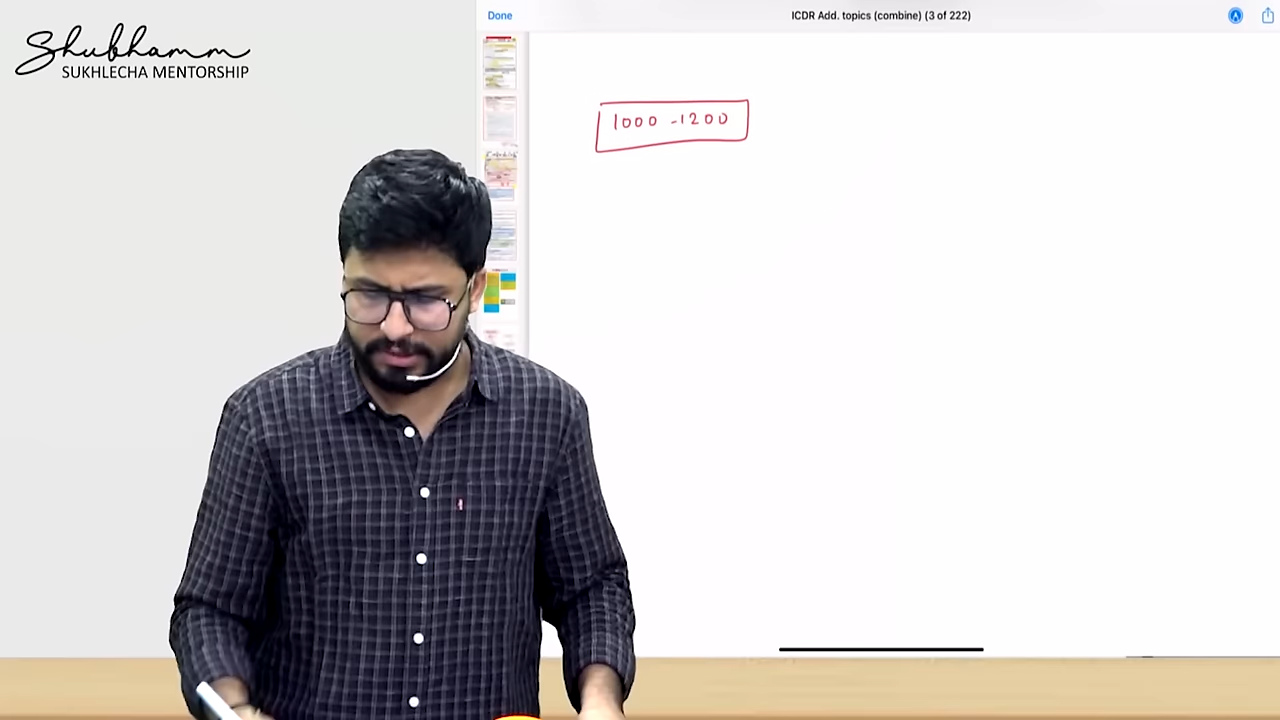 Shubhamm
SUKHLECHA MENTORSHIP
Done
ICDR Add. topics (combine) (3 of 222)
1000 - 1200